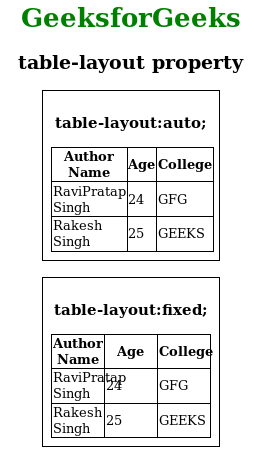 GeeksforGeeks
table-layout property
table-layout:auto;
Author Name Age College
RaviPratap Singh 24 GFG
Rakesh Singh 25 GEEKS
table-layout:fixed;
Author Name Age College
RaviPratap Singh 24 GFG
Rakesh Singh 25 GEEKS